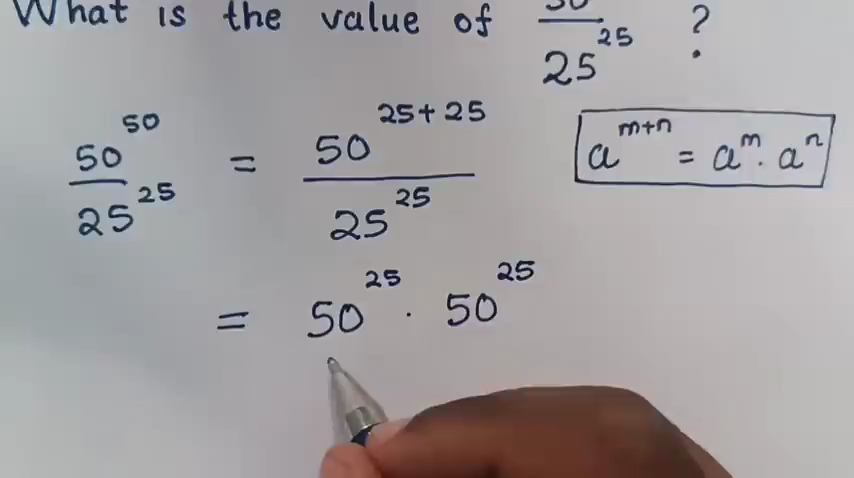 What is the value of 50/25^25 ?
50^50/25^25 = 50^(25+25)/25^25
a^(m+n) = a^m · a^n
= 50^25 · 50^25